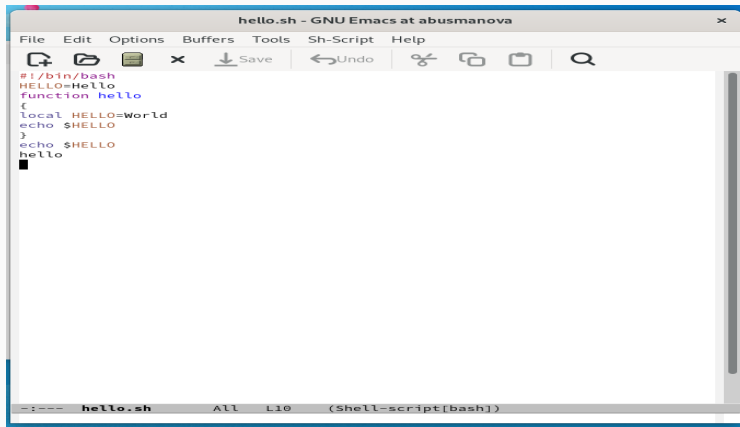 hello.sh - GNU Emacs at abusmanova ×
File Edit Options Buffers Tools Sh-Script Help
Save Undo
#!/bin/bash
HELLO=Hello
function hello
{
local HELLO=World
echo $HELLO
}
echo $HELLO
hello
-:--- hello.sh All L10 (Shell-script[bash])